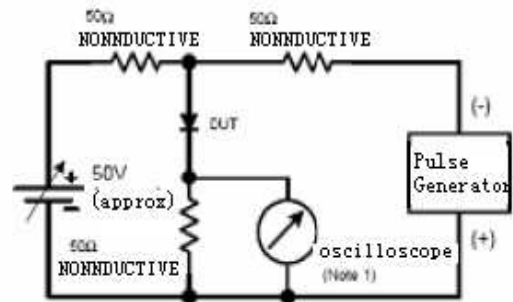 50Ω
NONNDUCTIVE
50Ω
NONNDUCTIVE
(-)
DUT
+
50V
(approx)
-
Pulse
Generator
50Ω
NONNDUCTIVE
oscilloscope
(Note 1)
(+)